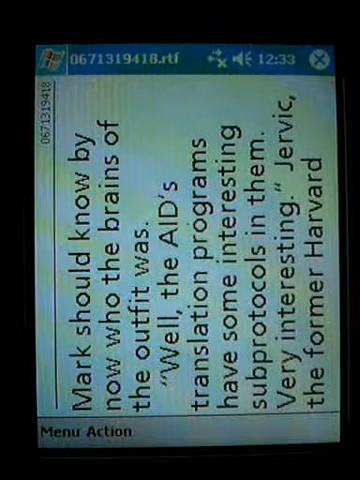 0671319418.rtf 12:33
0671319418
Mark should know by
now who the brains of
the outfit was.
“Well, the AID's
translation programs
have some interesting
subprotocols in them.
Very interesting.” Jervic,
the former Harvard
Menu Action